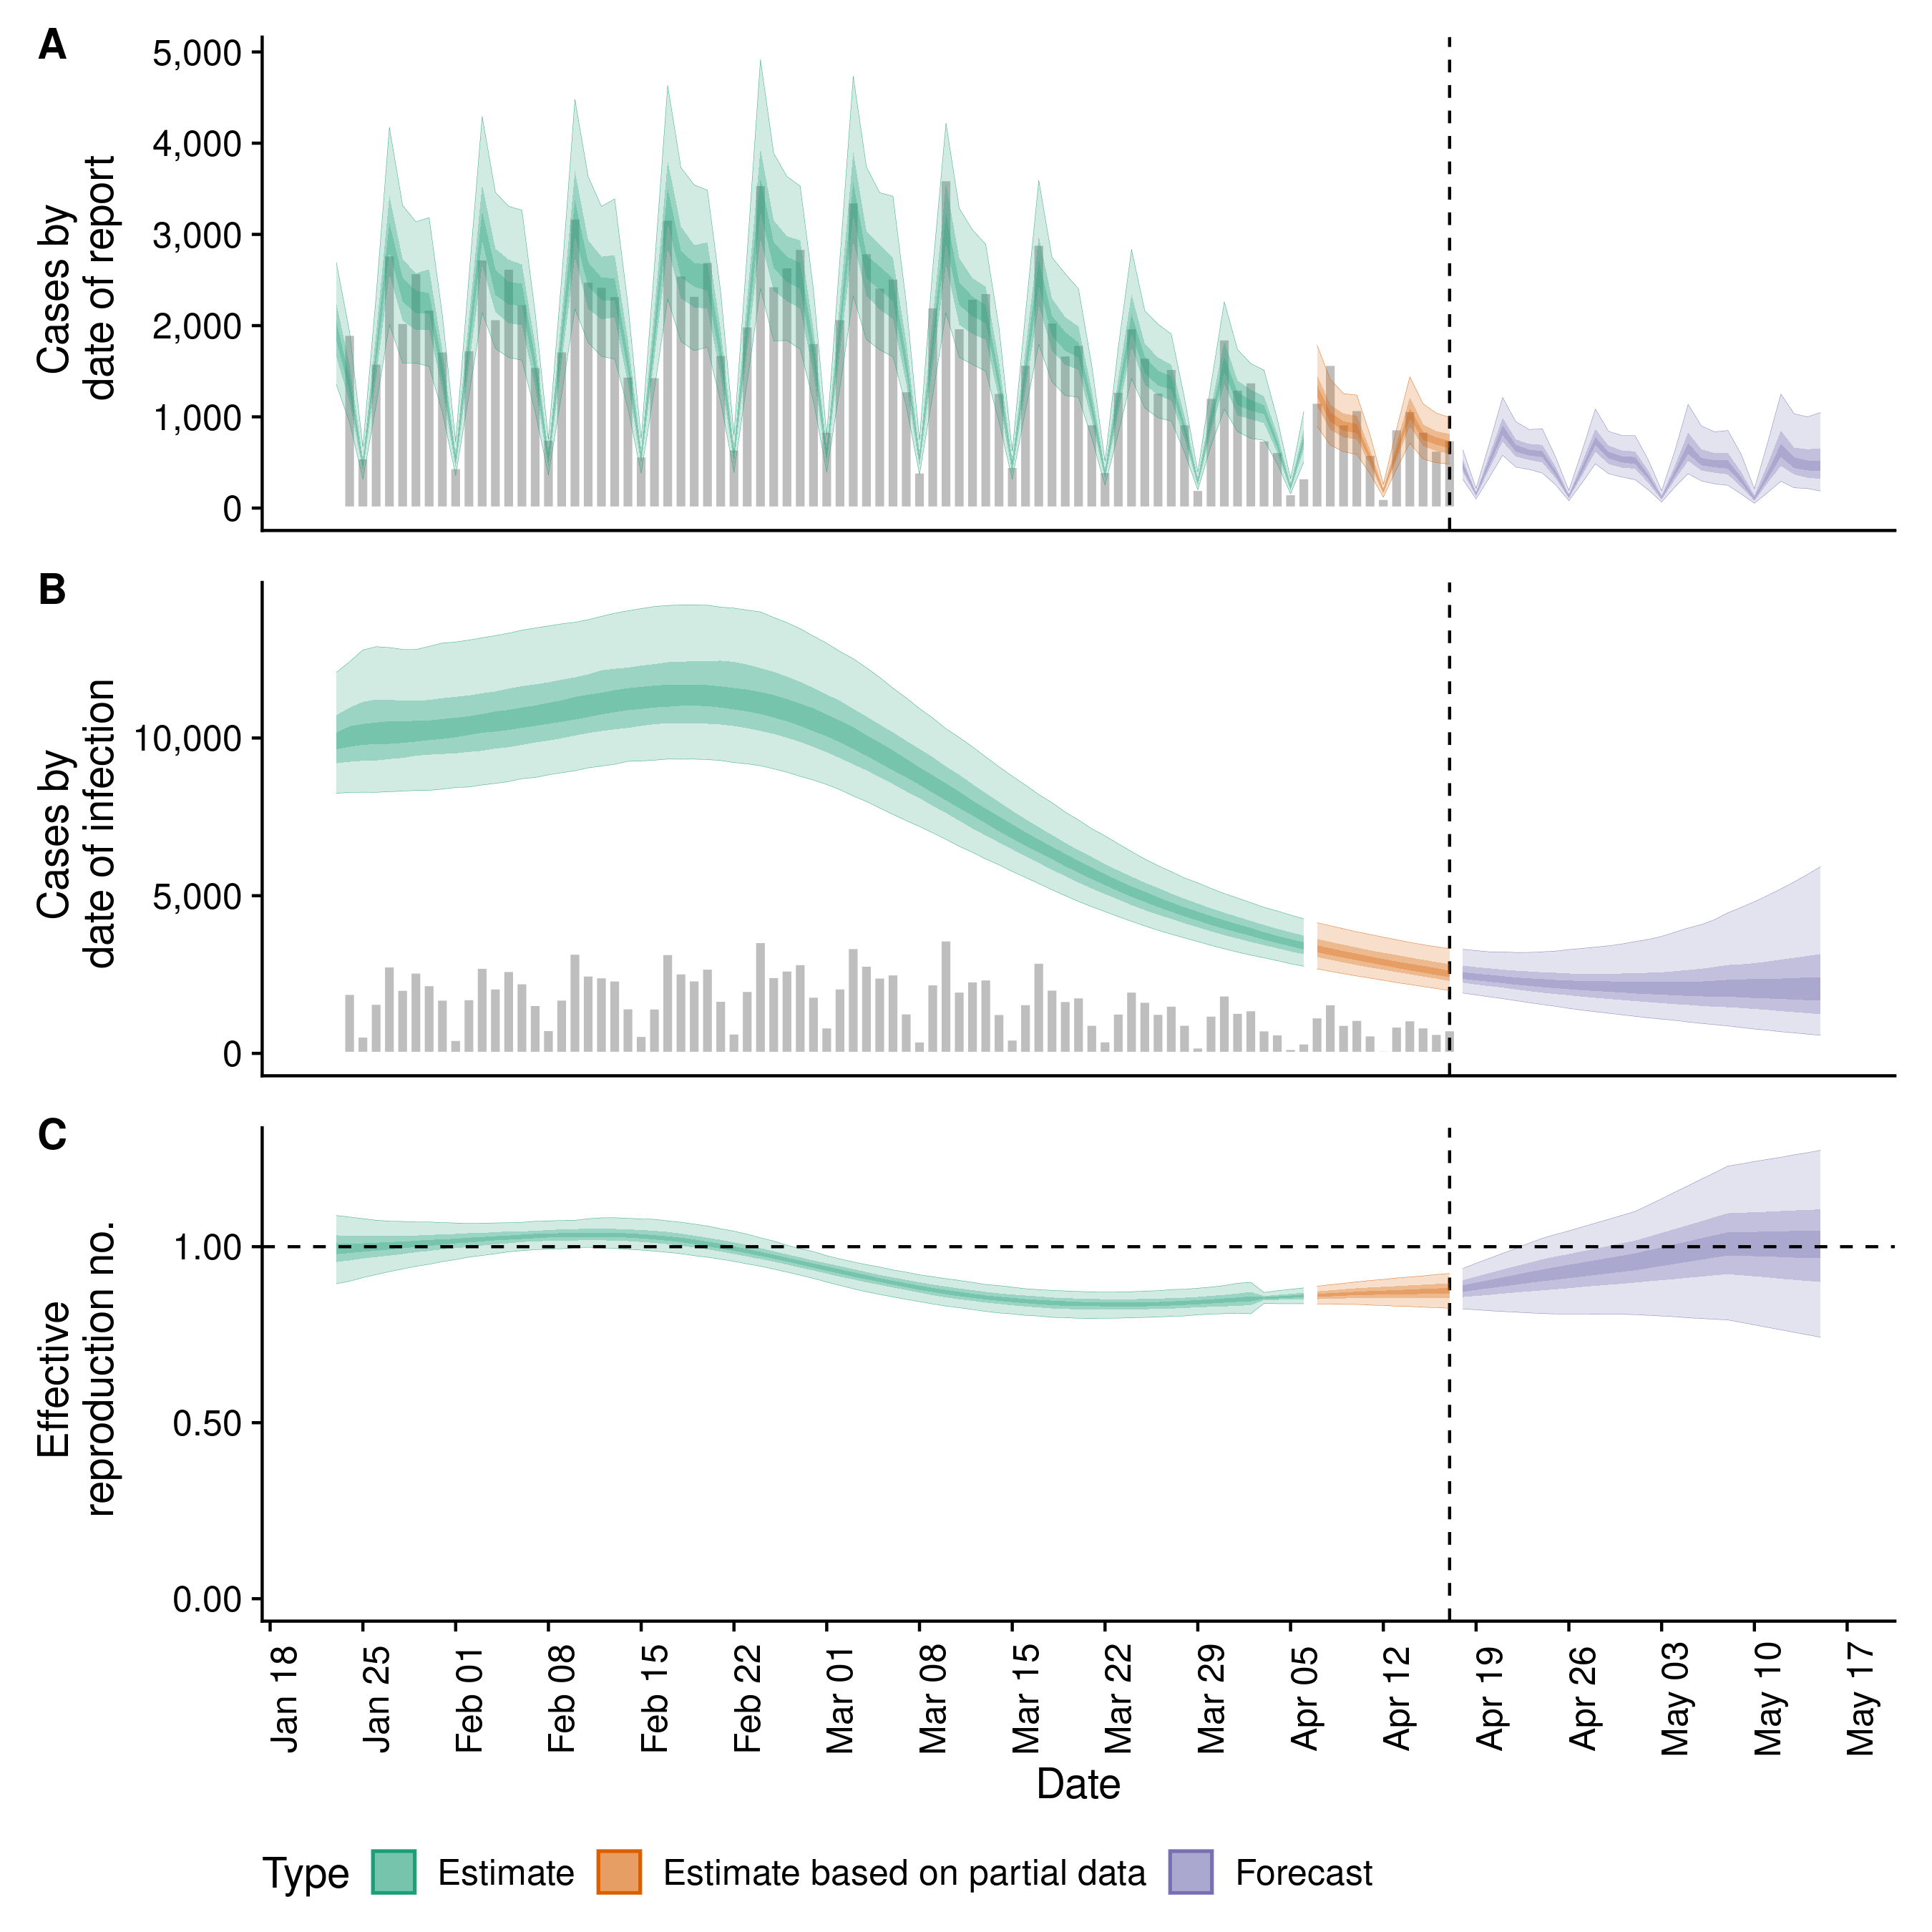 A
Cases by
date of report
5,000
4,000
3,000
2,000
1,000
0
B
Cases by
date of infection
10,000
5,000
0
C
Effective
reproduction no.
1.00
0.50
0.00
Jan 18
Jan 25
Feb 01
Feb 08
Feb 15
Feb 22
Mar 01
Mar 08
Mar 15
Mar 22
Mar 29
Apr 05
Apr 12
Apr 19
Apr 26
May 03
May 10
May 17
Date
Type Estimate Estimate based on partial data Forecast